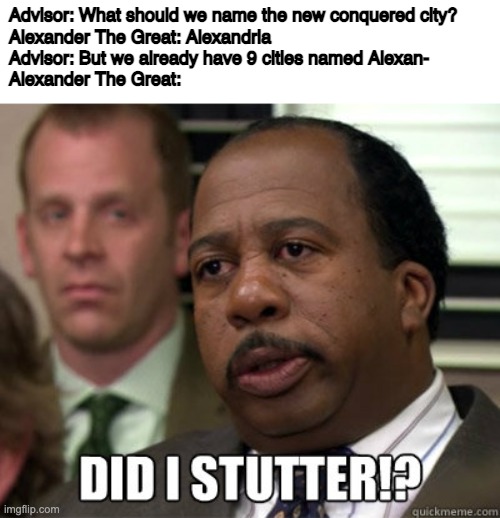 Advisor: What should we name the new conquered city?
Alexander The Great: Alexandria
Advisor: But we already have 9 cities named Alexan-
Alexander The Great:
DID I STUTTER!?
imgflip.com
quickmeme.com